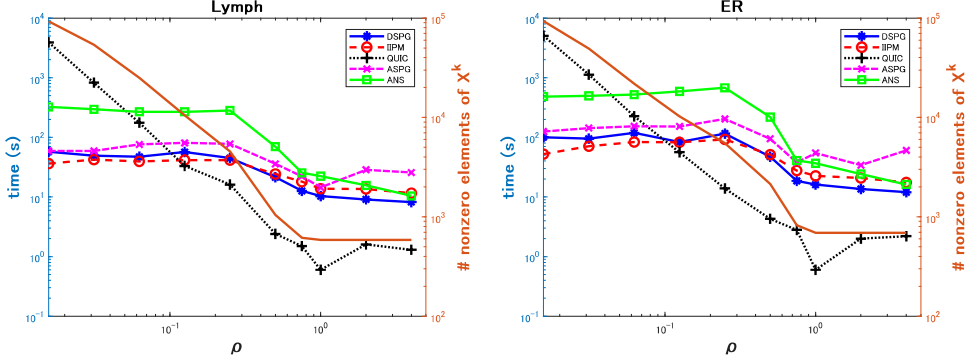 Lymph
10^4
10^3
10^2
10^1
10^0
10^-1
time (s)
10^-1
10^0
ρ
10^5
10^4
10^3
10^2
# nonzero elements of X^k
DSPG
IIPM
QUIC
ASPG
ANS
ER
10^4
10^3
10^2
10^1
10^0
10^-1
time (s)
10^-1
10^0
ρ
10^5
10^4
10^3
10^2
# nonzero elements of X^k
DSPG
IIPM
QUIC
ASPG
ANS